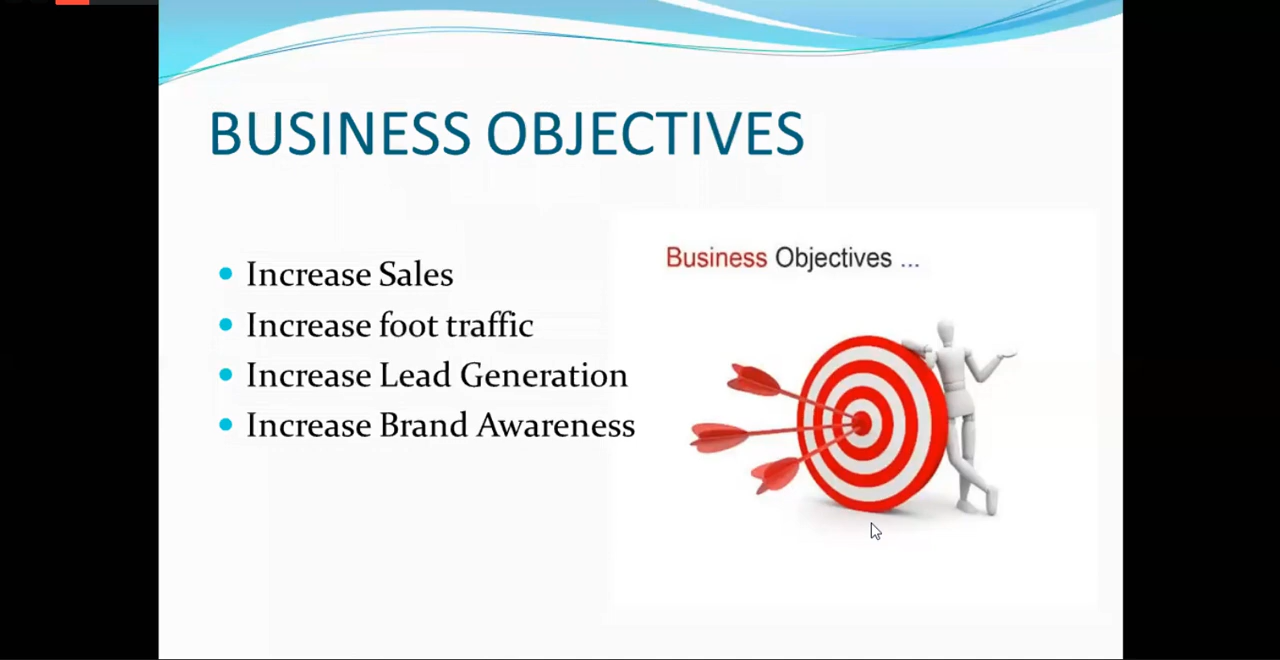 BUSINESS OBJECTIVES
Increase Sales
Increase foot traffic
Increase Lead Generation
Increase Brand Awareness
Business Objectives ...